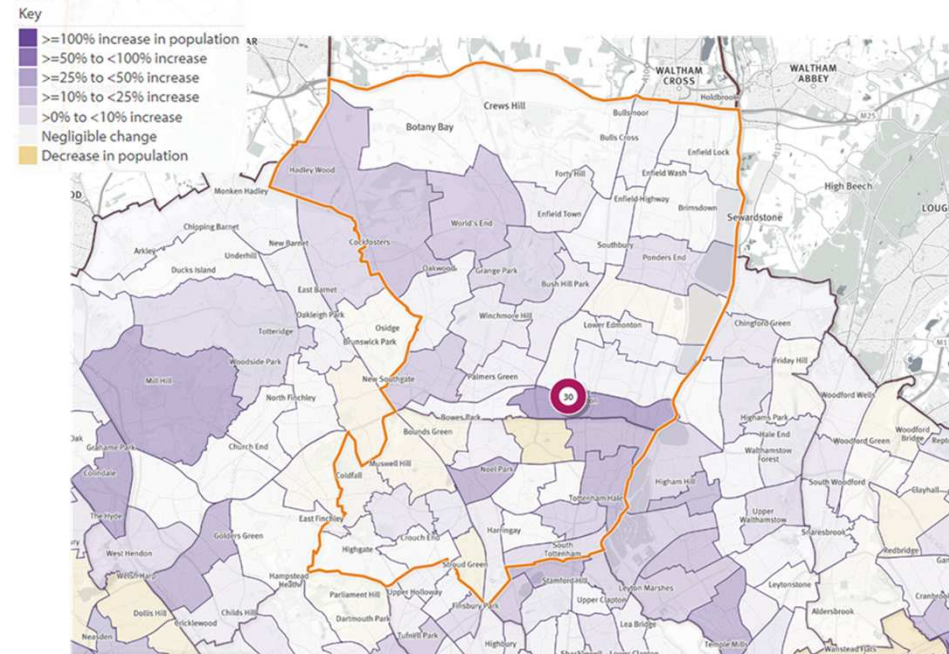 Key
>=100% increase in population
>=50% to <100% increase
>=25% to <50% increase
>=10% to <25% increase
>0% to <10% increase
Negligible change
Decrease in population
WALTHAM
CROSS
WALTHAM
ABBEY
Holdbrook
M25
Crews Hill
Bullsmoor
Botany Bay
Bulls Cross
Enfield Lock
Hadley Wood
Forty Hill
Enfield Wash
High Beech
Monken Hadley
Enfield Highway
Brimsdown
Enfield Town
Sewardstone
World's End
Chipping Barnet
New Barnet
Cockfosters
Southbury
Arkley
Underhill
Ponders End
Ducks Island
Oakwood
Grange Park
Bush Hill Park
East Barnet
Oakleigh Park
Winchmore Hill
Lower Edmonton
Chingford Green
Totteridge
Osidge
Brunswick Park
Woodside Park
Friday Hill
Mill Hill
New Southgate
Palmers Green
North Finchley
30
Woodford Wells
Bowes Park
Highams Park
Bounds Green
Hale End
Woodford Green
Woodford
Bridge
Grahame Park
Church End
Walthamstow
Forest
Colindale
Coldfall
Muswell Hill
Noel Park
Higham Hill
South Woodford
Tottenham Hale
Clayhall
The Hyde
East Finchley
Upper
Walthamstow
Golders Green
Harringay
Snaresbrook
West Hendon
Highgate
Crouch End
South
Tottenham
Redbridge
Hampstead
Heath
Stroud Green
Stamford Hill
Leyton Marshes
Leytonstone
Parliament Hill
Upper Holloway
Finsbury Park
Upper Clapton
Dollis Hill
Cricklewood
Childs Hill
Dartmouth Park
Aldersbrook
Neasden
Tufnell Park
Highbury
Lea Bridge
Temple Mills
Wanstead Flats